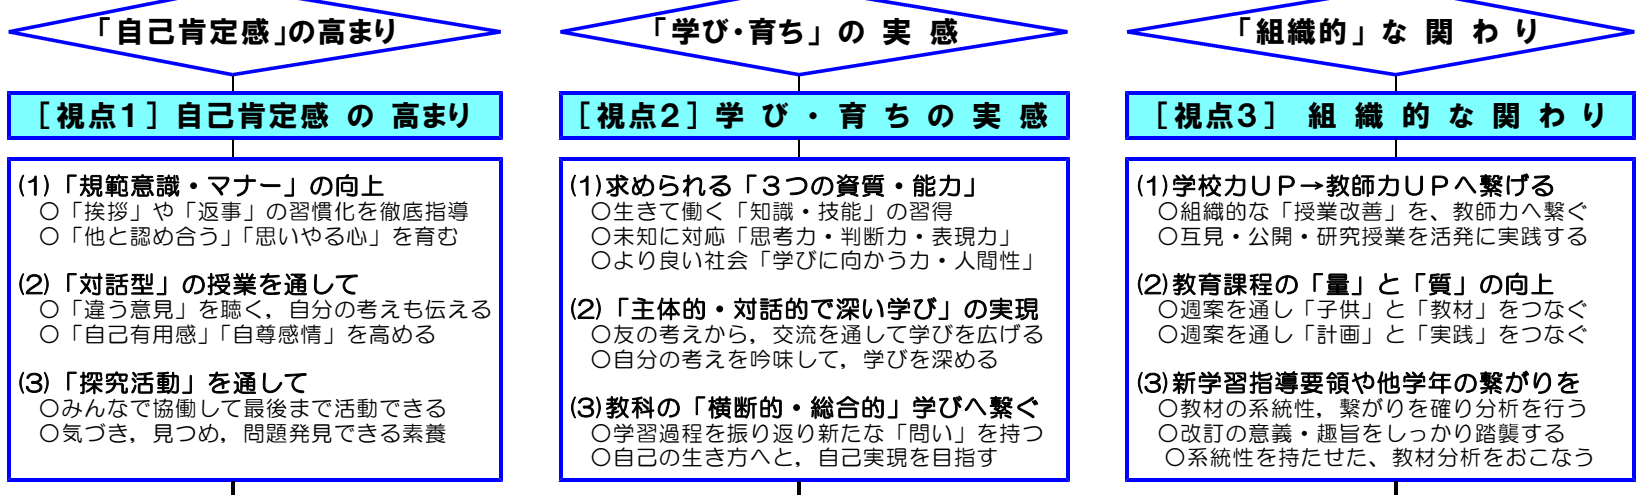 「自己肯定感」の高まり
[視点1] 自己肯定感 の 高まり
(1)「規範意識・マナー」の向上
○「挨拶」や「返事」の習慣化を徹底指導
○「他と認め合う」「思いやる心」を育む
(2)「対話型」の授業を通して
○「違う意見」を聴く，自分の考えも伝える
○「自己有用感」「自尊感情」を高める
(3)「探究活動」を通して
○みんなで協働して最後まで活動できる
○気づき，見つめ，問題発見できる素養
「学び・育ち」の 実 感
[視点2] 学 び ・ 育 ち の 実 感
(1)求められる「３つの資質・能力」
○生きて働く「知識・技能」の習得
○未知に対応「思考力・判断力・表現力」
○より良い社会「学びに向かう力・人間性」
(2)「主体的・対話的で深い学び」の実現
○友の考えから，交流を通して学びを広げる
○自分の考えを吟味して，学びを深める
(3)教科の「横断的・総合的」学びへ繋ぐ
○学習過程を振り返り新たな「問い」を持つ
○自己の生き方へと，自己実現を目指す
「組織的」な 関 わ り
[視点3] 組 織 的 な 関 わ り
(1)学校力ＵＰ→教師力ＵＰへ繋げる
○組織的な「授業改善」を、教師力へ繋ぐ
○互見・公開・研究授業を活発に実践する
(2)教育課程の「量」と「質」の向上
○週案を通し「子供」と「教材」をつなぐ
○週案を通し「計画」と「実践」をつなぐ
(3)新学習指導要領や他学年の繋がりを
○教材の系統性，繋がりを確り分析を行う
○改訂の意義・趣旨をしっかり踏襲する
○系統性を持たせた、教材分析をおこなう